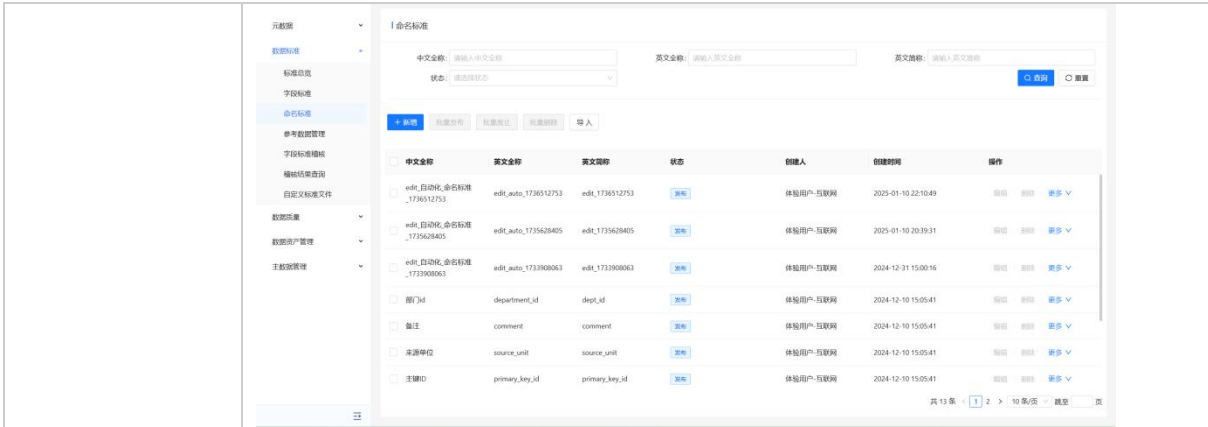 元数据
命名标准
数据标准
中文全称: 请输入中文全称
英文全称: 请输入英文全称
英文简称: 请输入英文简称
标准总览
状态: 请选择状态
查询
重置
字段标准
命名标准
+ 新增
批量发布
批量废止
批量删除
导入
参考数据管理
字段标准稽核
稽核结果查询
自定义标准文件
数据质量
数据资产管理
主数据管理
中文全称 英文全称 英文简称 状态 创建人 创建时间 操作
edit_自动化_命名标准_1736512753 edit_auto_1736512753 edit_1736512753 发布 体验用户-互联网 2025-01-10 22:10:49 编辑 删除 更多
edit_自动化_命名标准_1735628405 edit_auto_1735628405 edit_1735628405 发布 体验用户-互联网 2025-01-10 20:39:31 编辑 删除 更多
edit_自动化_命名标准_1733908063 edit_auto_1733908063 edit_1733908063 发布 体验用户-互联网 2024-12-31 15:00:16 编辑 删除 更多
部门id department_id dept_id 发布 体验用户-互联网 2024-12-10 15:05:41 编辑 删除 更多
备注 comment comment 发布 体验用户-互联网 2024-12-10 15:05:41 编辑 删除 更多
来源单位 source_unit source_unit 发布 体验用户-互联网 2024-12-10 15:05:41 编辑 删除 更多
主键ID primary_key_id primary_key_id 发布 体验用户-互联网 2024-12-10 15:05:41 编辑 删除 更多
共 13 条 < 1 2 > 10 条/页 跳至 页